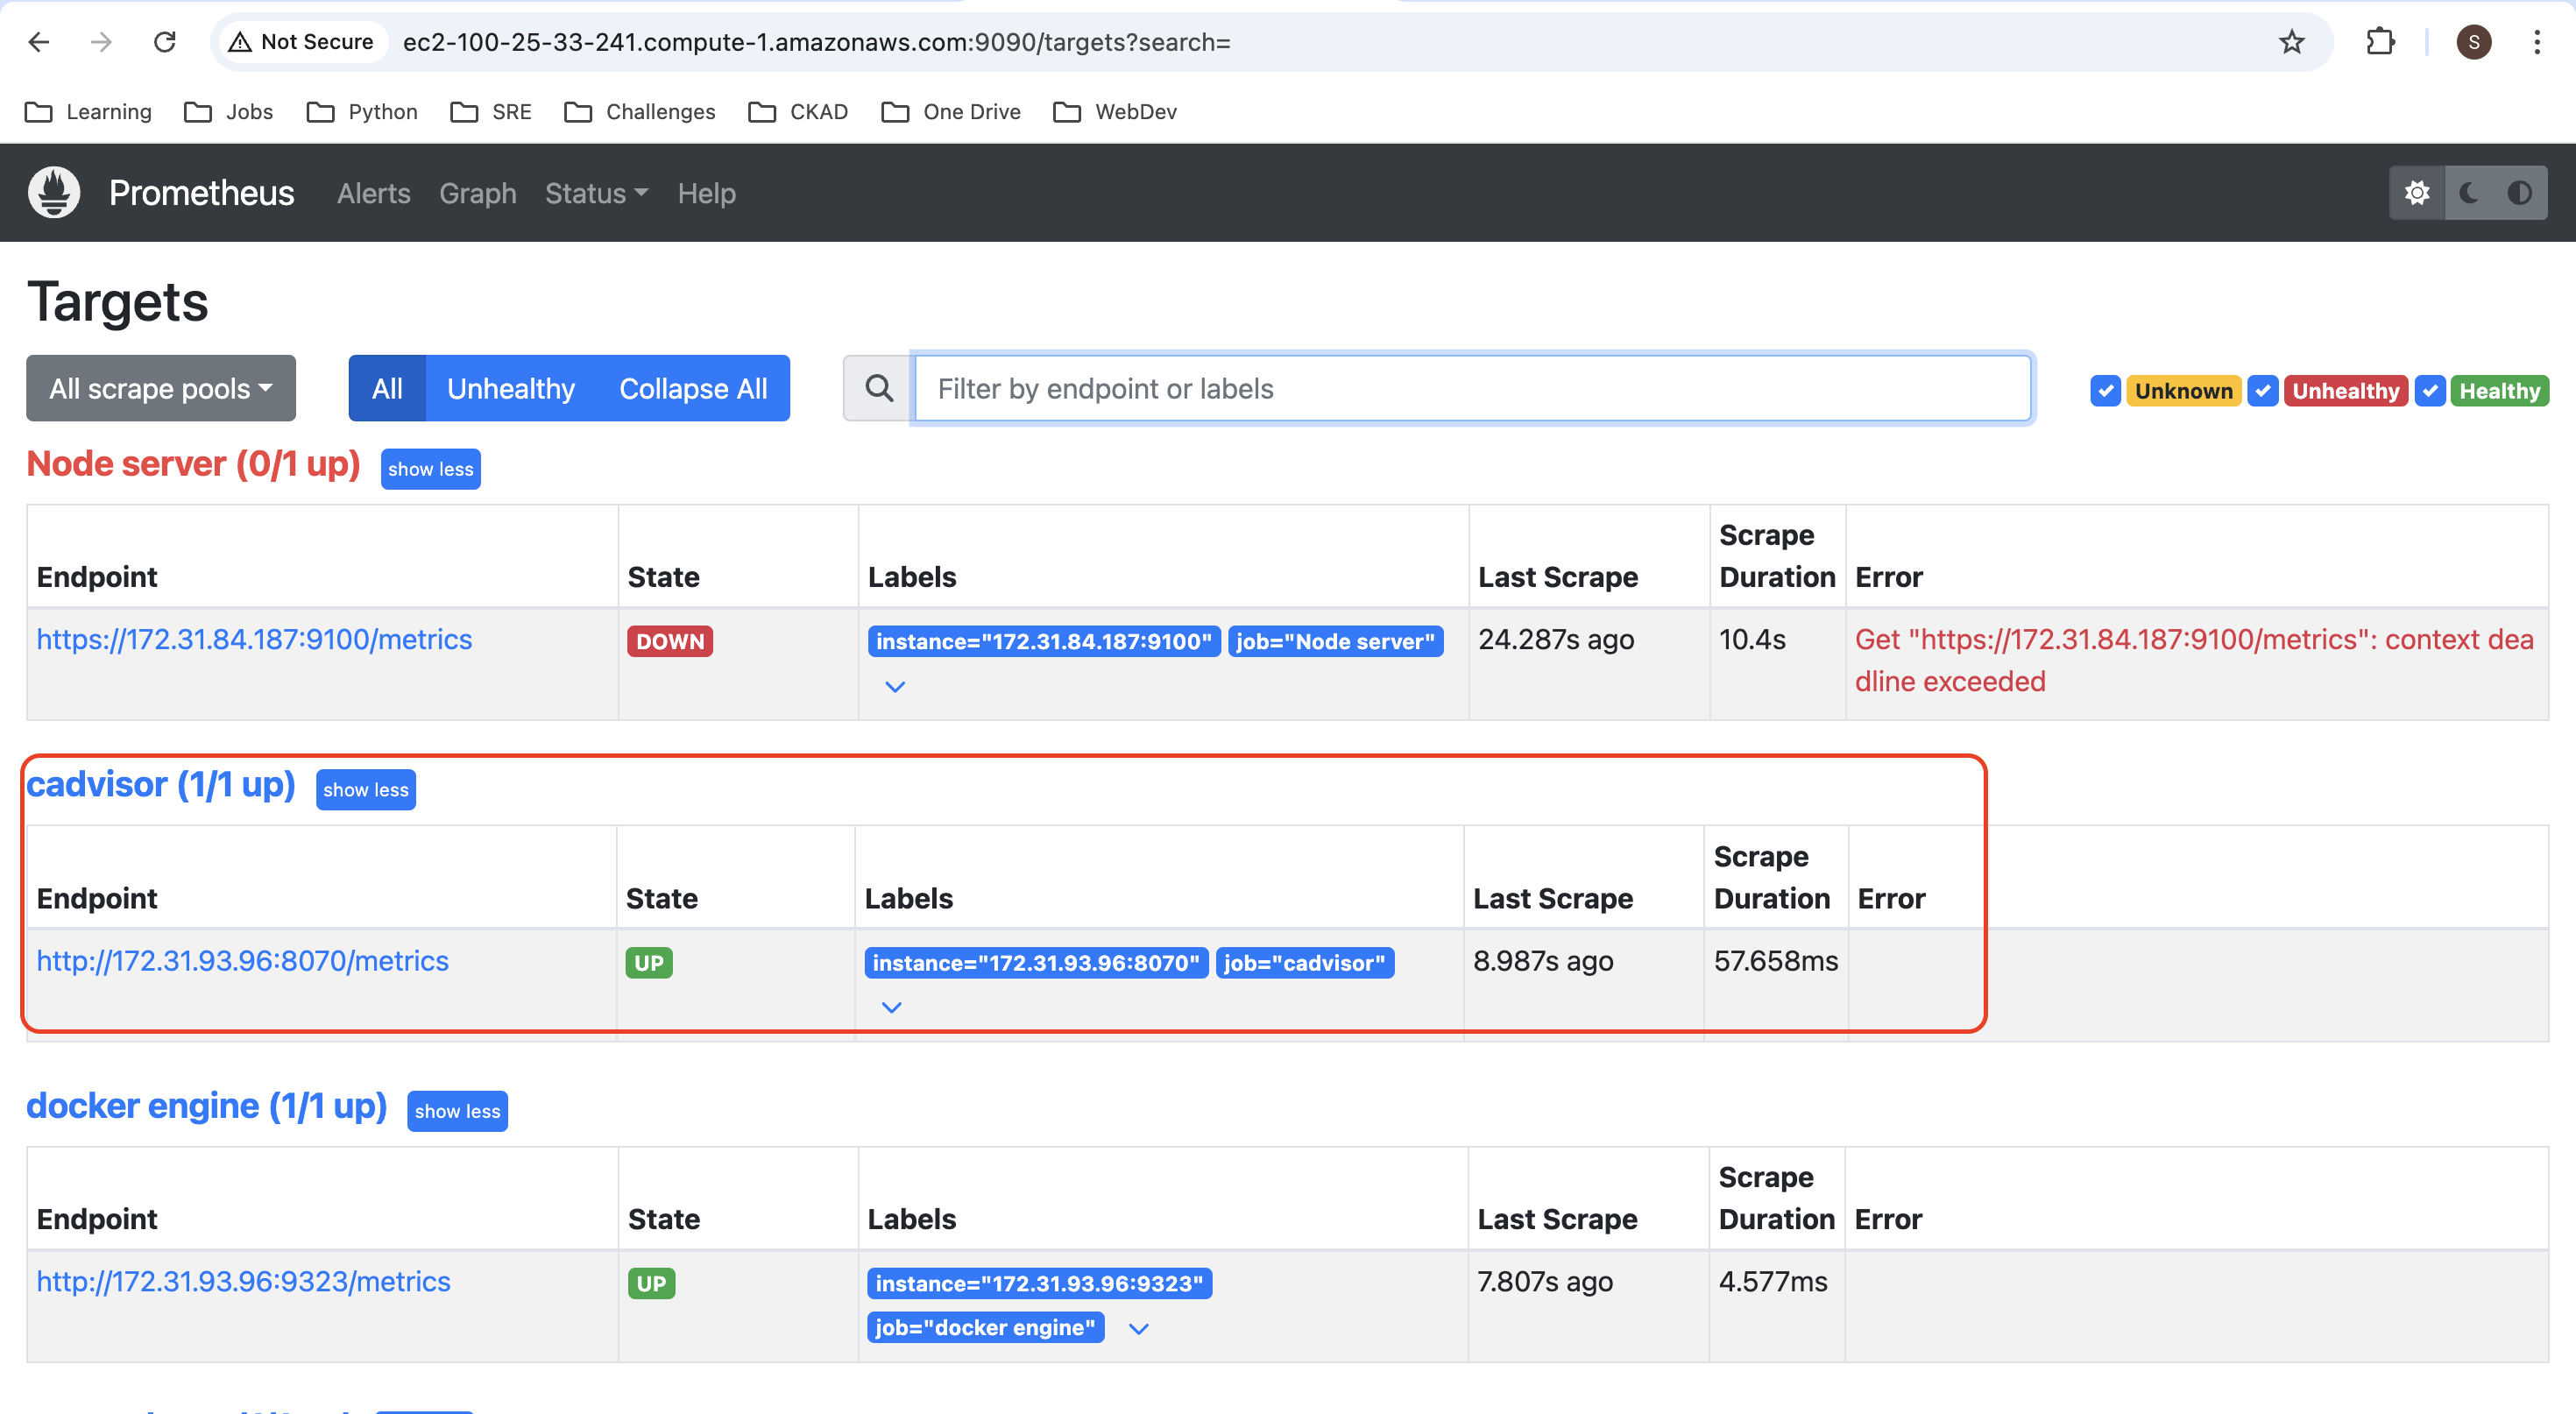 Not Secure ec2-100-25-33-241.compute-1.amazonaws.com:9090/targets?search= S
Learning Jobs Python SRE Challenges CKAD One Drive WebDev
Prometheus Alerts Graph Status Help
Targets
All scrape pools All Unhealthy Collapse All Filter by endpoint or labels Unknown Unhealthy Healthy
Node server (0/1 up) show less
Scrape
Endpoint State Labels Last Scrape Duration Error
https://172.31.84.187:9100/metrics DOWN instance="172.31.84.187:9100" job="Node server" 24.287s ago 10.4s Get "https://172.31.84.187:9100/metrics": context dea
dline exceeded
cadvisor (1/1 up) show less
Scrape
Endpoint State Labels Last Scrape Duration Error
http://172.31.93.96:8070/metrics UP instance="172.31.93.96:8070" job="cadvisor" 8.987s ago 57.658ms
docker engine (1/1 up) show less
Scrape
Endpoint State Labels Last Scrape Duration Error
http://172.31.93.96:9323/metrics UP instance="172.31.93.96:9323" 7.807s ago 4.577ms
job="docker engine"